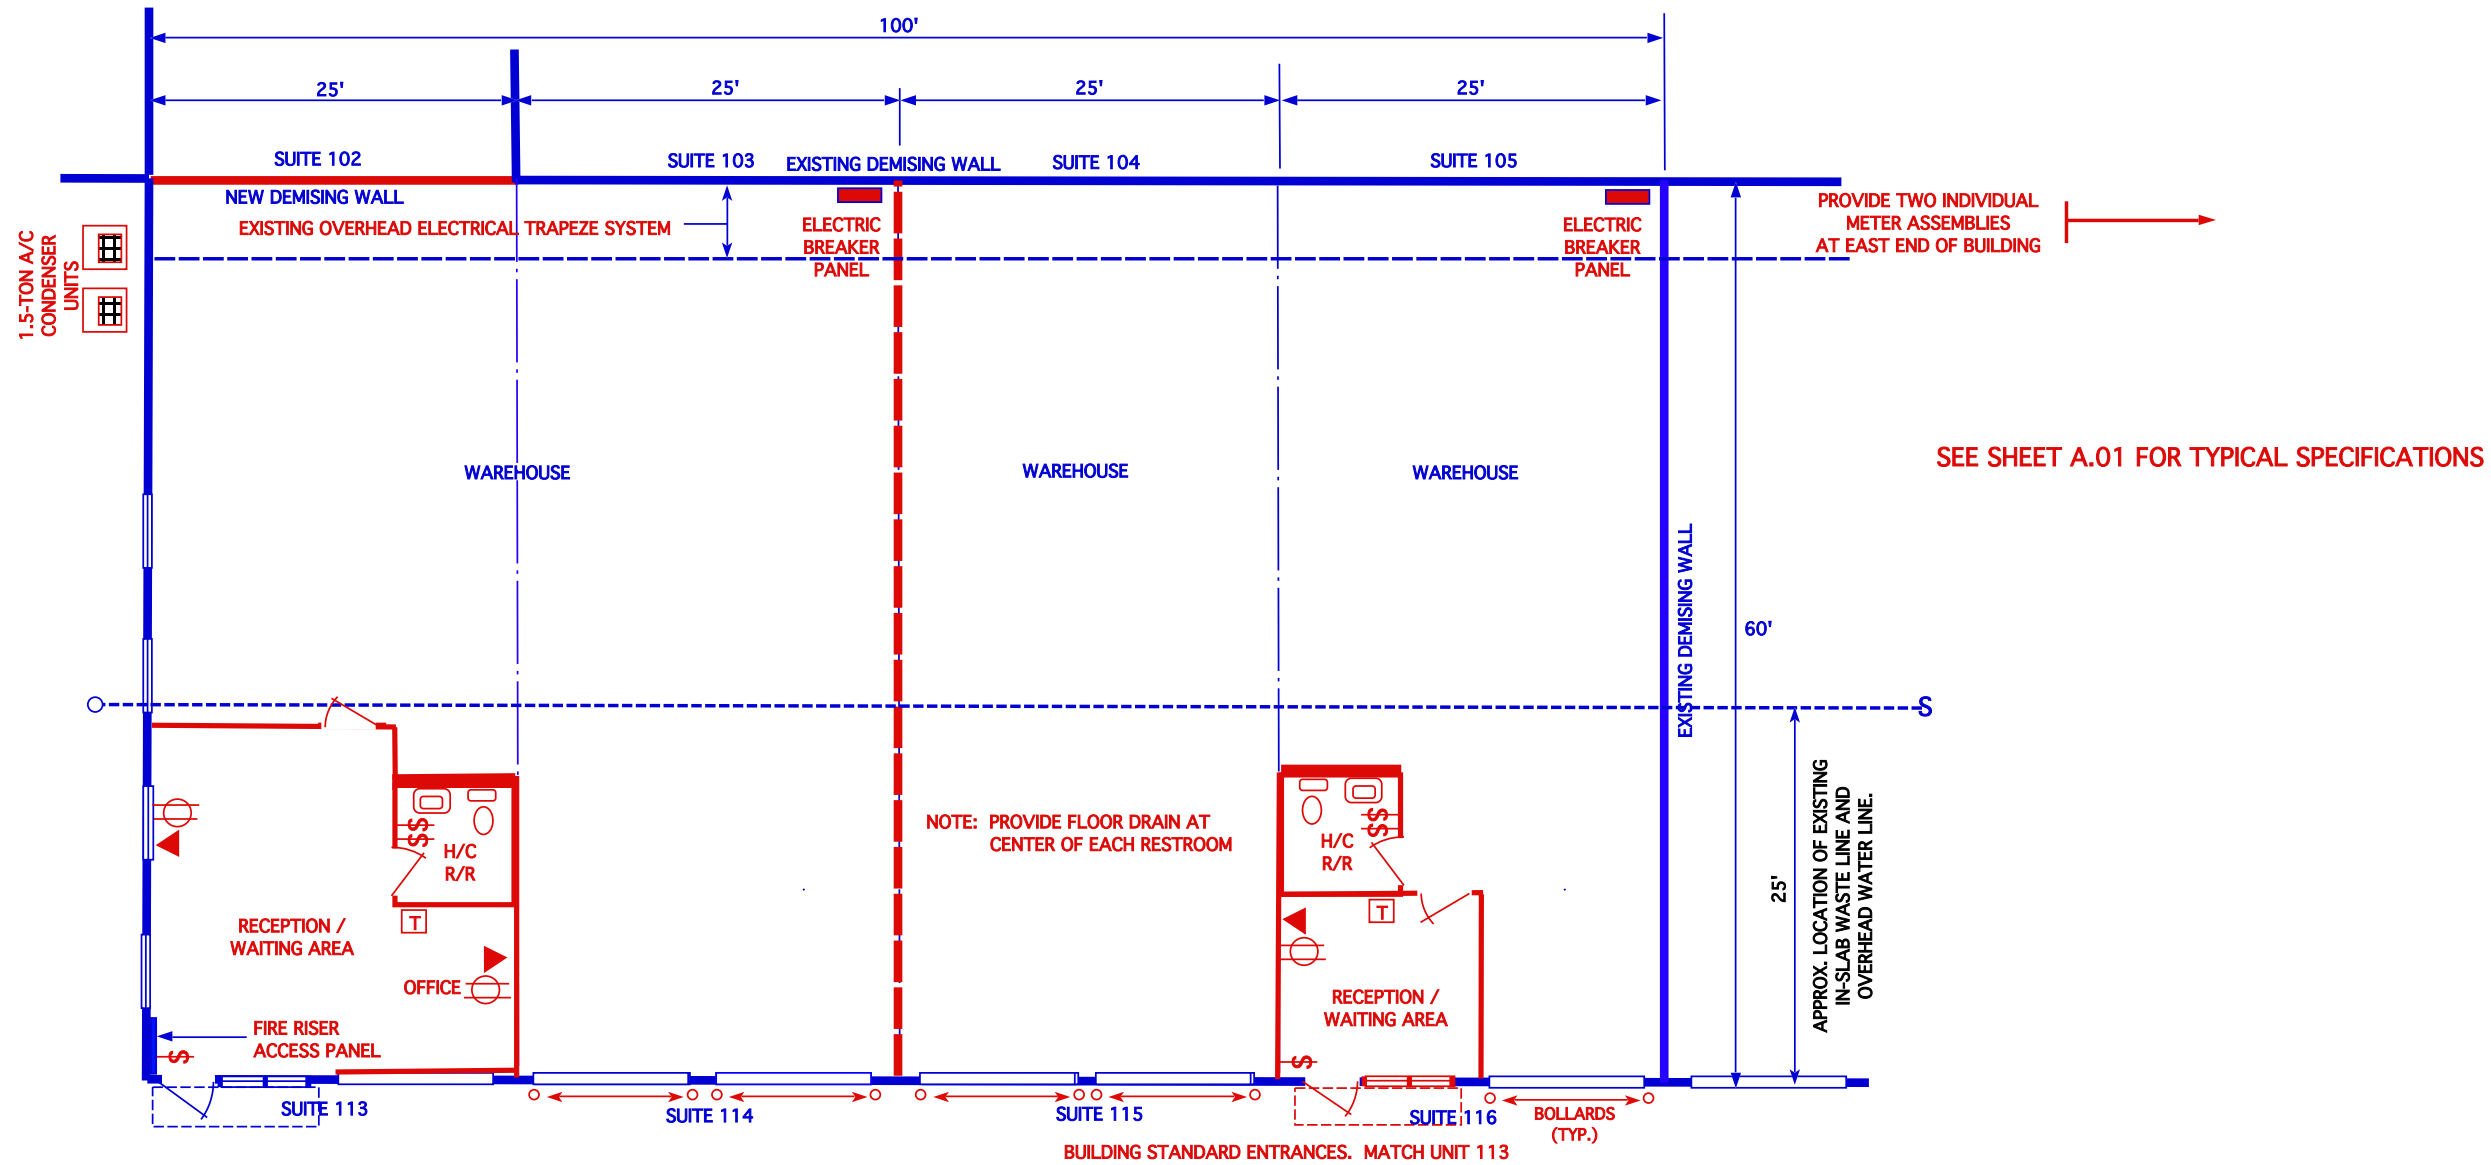 100'
25'
25'
25'
25'
SUITE 102
SUITE 103
EXISTING DEMISING WALL
SUITE 104
SUITE 105
NEW DEMISING WALL
EXISTING OVERHEAD ELECTRICAL TRAPEZE SYSTEM
ELECTRIC
BREAKER
PANEL
ELECTRIC
BREAKER
PANEL
PROVIDE TWO INDIVIDUAL
METER ASSEMBLIES
AT EAST END OF BUILDING
1.5-TON A/C
CONDENSER
UNITS
WAREHOUSE
WAREHOUSE
WAREHOUSE
SEE SHEET A.01 FOR TYPICAL SPECIFICATIONS
EXISTING DEMISING WALL
60'
S
SS
H/C
R/R
NOTE: PROVIDE FLOOR DRAIN AT
CENTER OF EACH RESTROOM
SS
H/C
R/R
25'
APPROX. LOCATION OF EXISTING
IN-SLAB WASTE LINE AND
OVERHEAD WATER LINE.
T
T
RECEPTION /
WAITING AREA
OFFICE
RECEPTION /
WAITING AREA
FIRE RISER
ACCESS PANEL
S
S
SUITE 113
SUITE 114
SUITE 115
SUITE 116
BOLLARDS
(TYP.)
BUILDING STANDARD ENTRANCES. MATCH UNIT 113